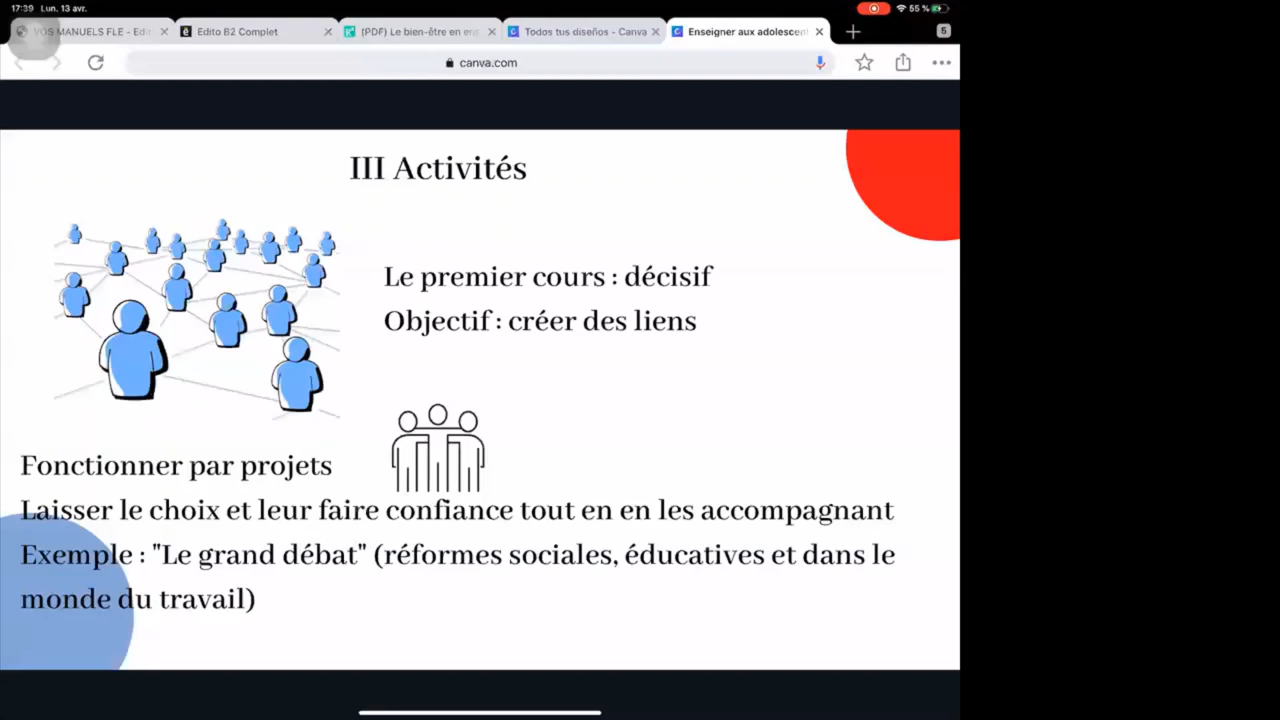 17:39 Lun. 13 avr.
55 %
VOS MANUELS FLE - Edit
Edito B2 Complet
(PDF) Le bien-être en en
Todos tus diseños - Canva
Enseigner aux adolescen
5
canva.com
III Activités
Le premier cours : décisif
Objectif : créer des liens
Fonctionner par projets
Laisser le choix et leur faire confiance tout en en les accompagnant
Exemple : "Le grand débat" (réformes sociales, éducatives et dans le
monde du travail)